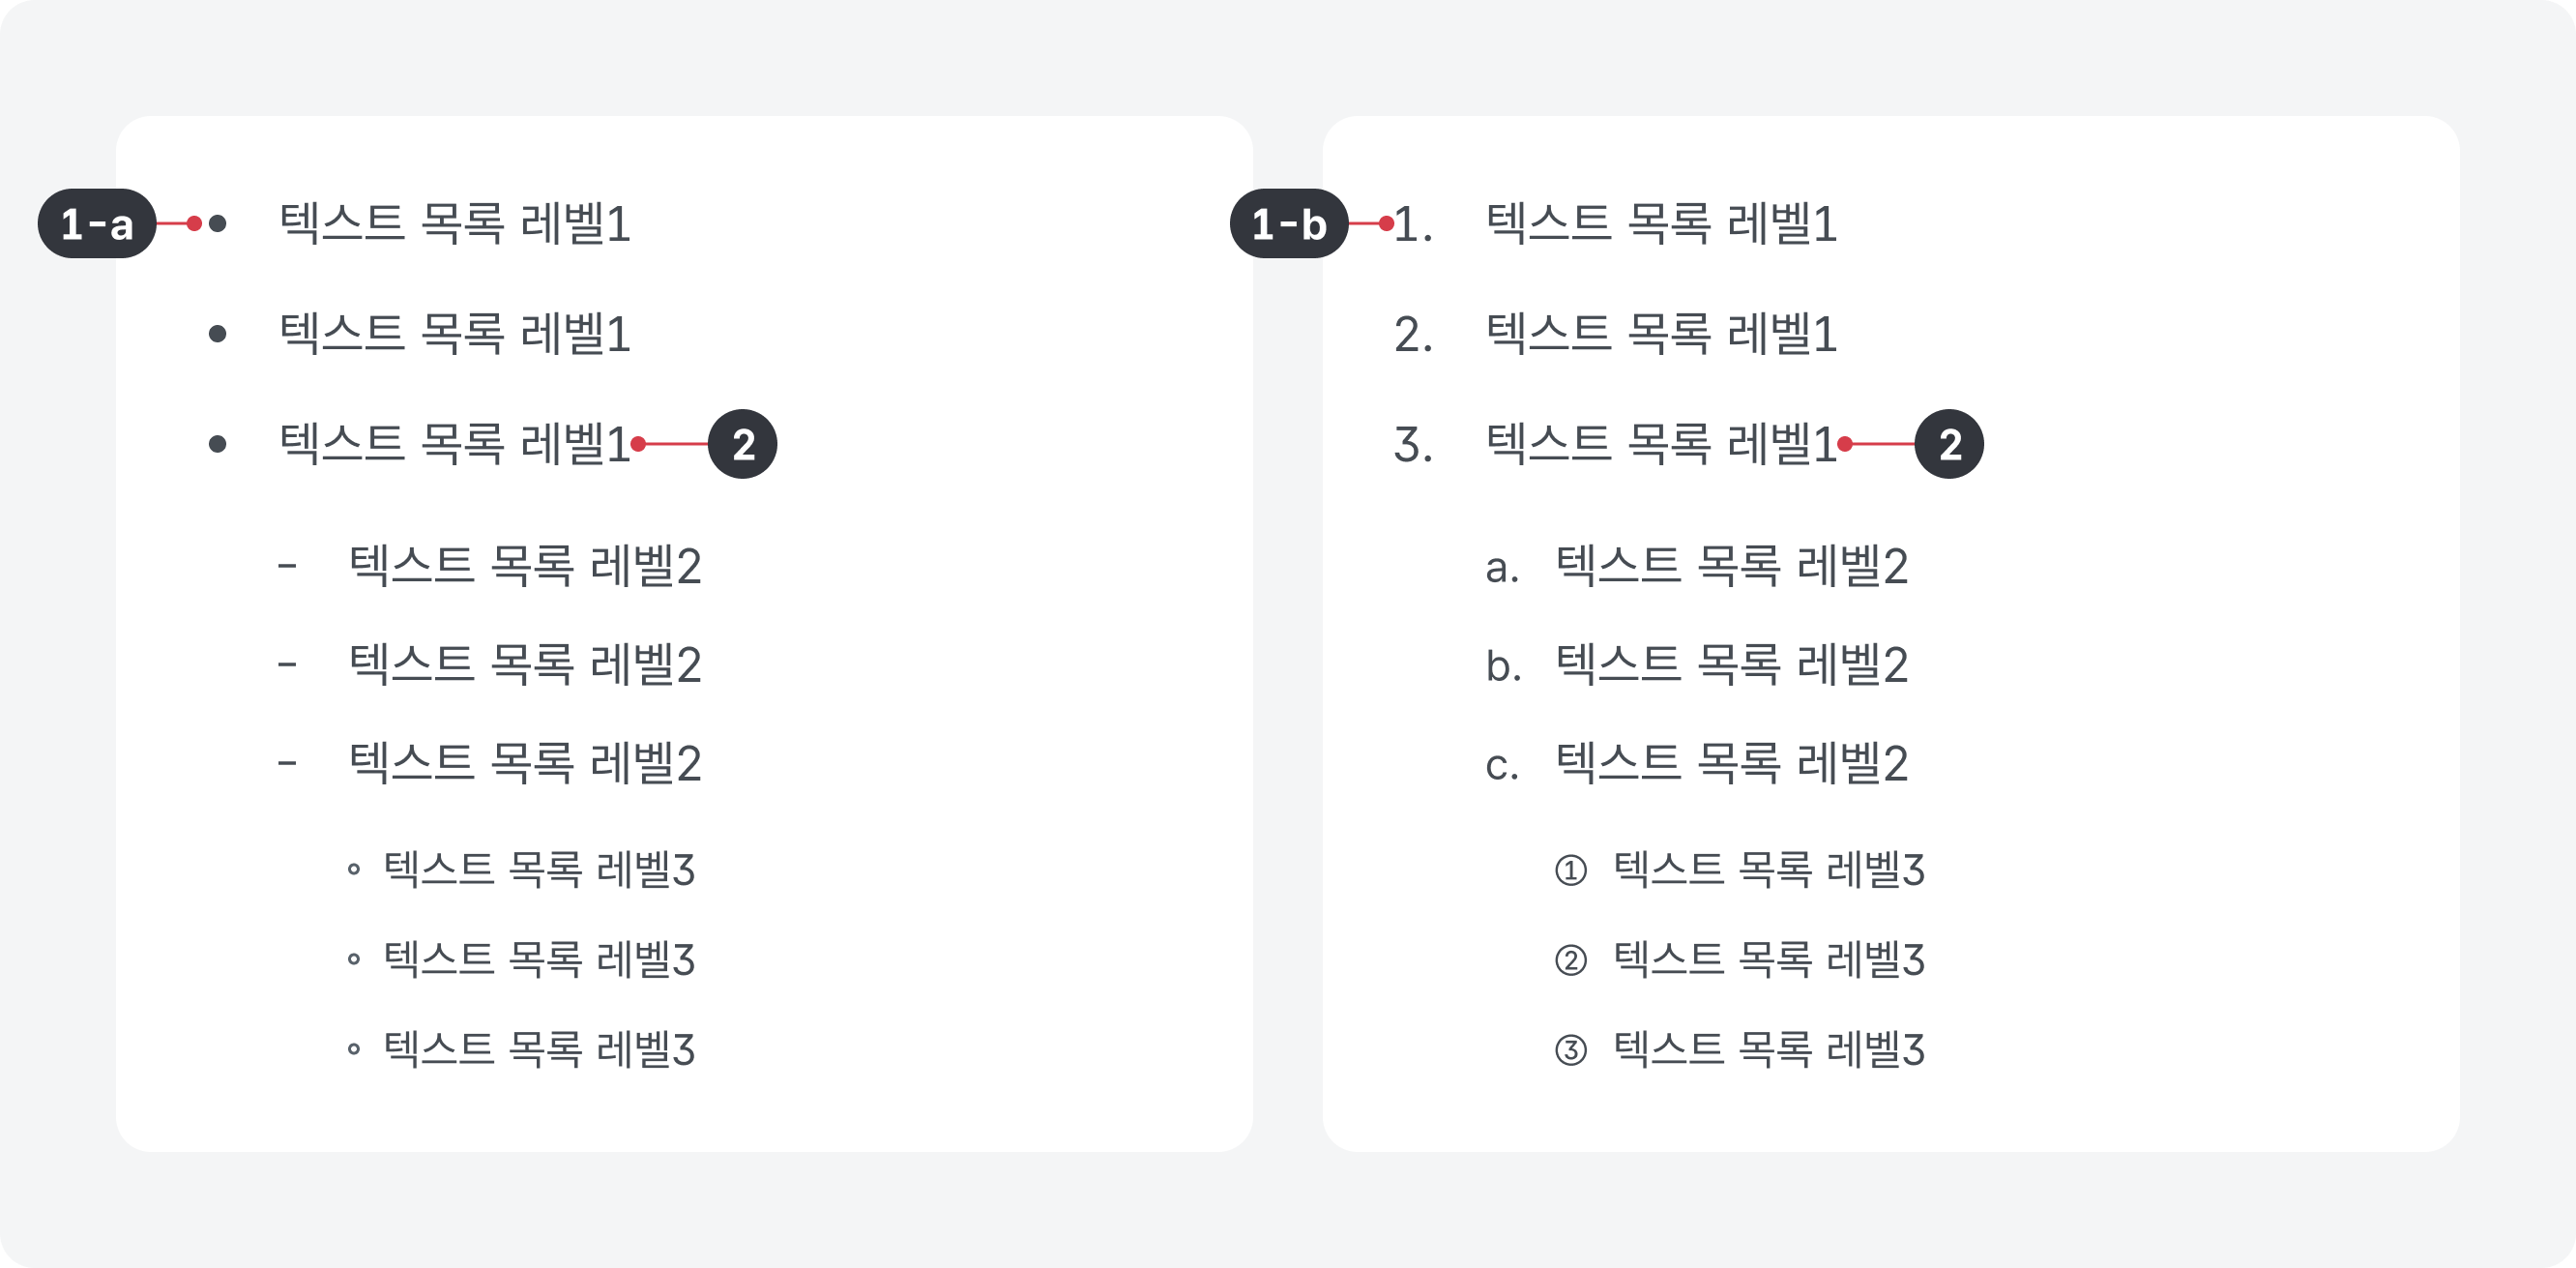 1-a • 텍스트 목록 레벨1
• 텍스트 목록 레벨1
• 텍스트 목록 레벨1 2
- 텍스트 목록 레벨2
- 텍스트 목록 레벨2
- 텍스트 목록 레벨2
◦ 텍스트 목록 레벨3
◦ 텍스트 목록 레벨3
◦ 텍스트 목록 레벨3
1-b 1. 텍스트 목록 레벨1
2. 텍스트 목록 레벨1
3. 텍스트 목록 레벨1 2
a. 텍스트 목록 레벨2
b. 텍스트 목록 레벨2
c. 텍스트 목록 레벨2
① 텍스트 목록 레벨3
② 텍스트 목록 레벨3
③ 텍스트 목록 레벨3